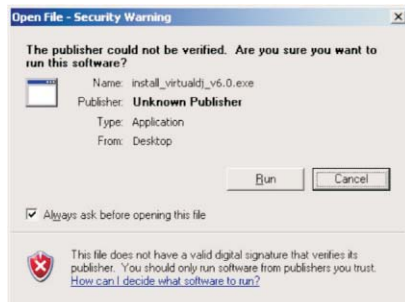 Open File - Security Warning
The publisher could not be verified. Are you sure you want to
run this software?
Name: install_virtualdj_v6.0.exe
Publisher: Unknown Publisher
Type: Application
From: Desktop
Run Cancel
Always ask before opening this file
This file does not have a valid digital signature that verifies its
publisher. You should only run software from publishers you trust.
How can I decide what software to run?